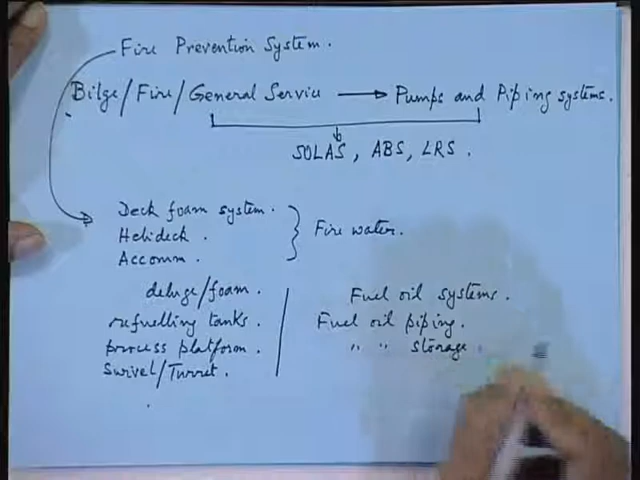 Fire Prevention System.
Bilge/Fire/General Service → Pumps and Piping systems.
SOLAS, ABS, LRS.
Deck foam system.
Helideck.
Accomm.
Fire water.
deluge/foam.
refuelling tanks.
process platform.
Swivel/Turret.
Fuel oil systems.
Fuel oil piping.
" " storage.